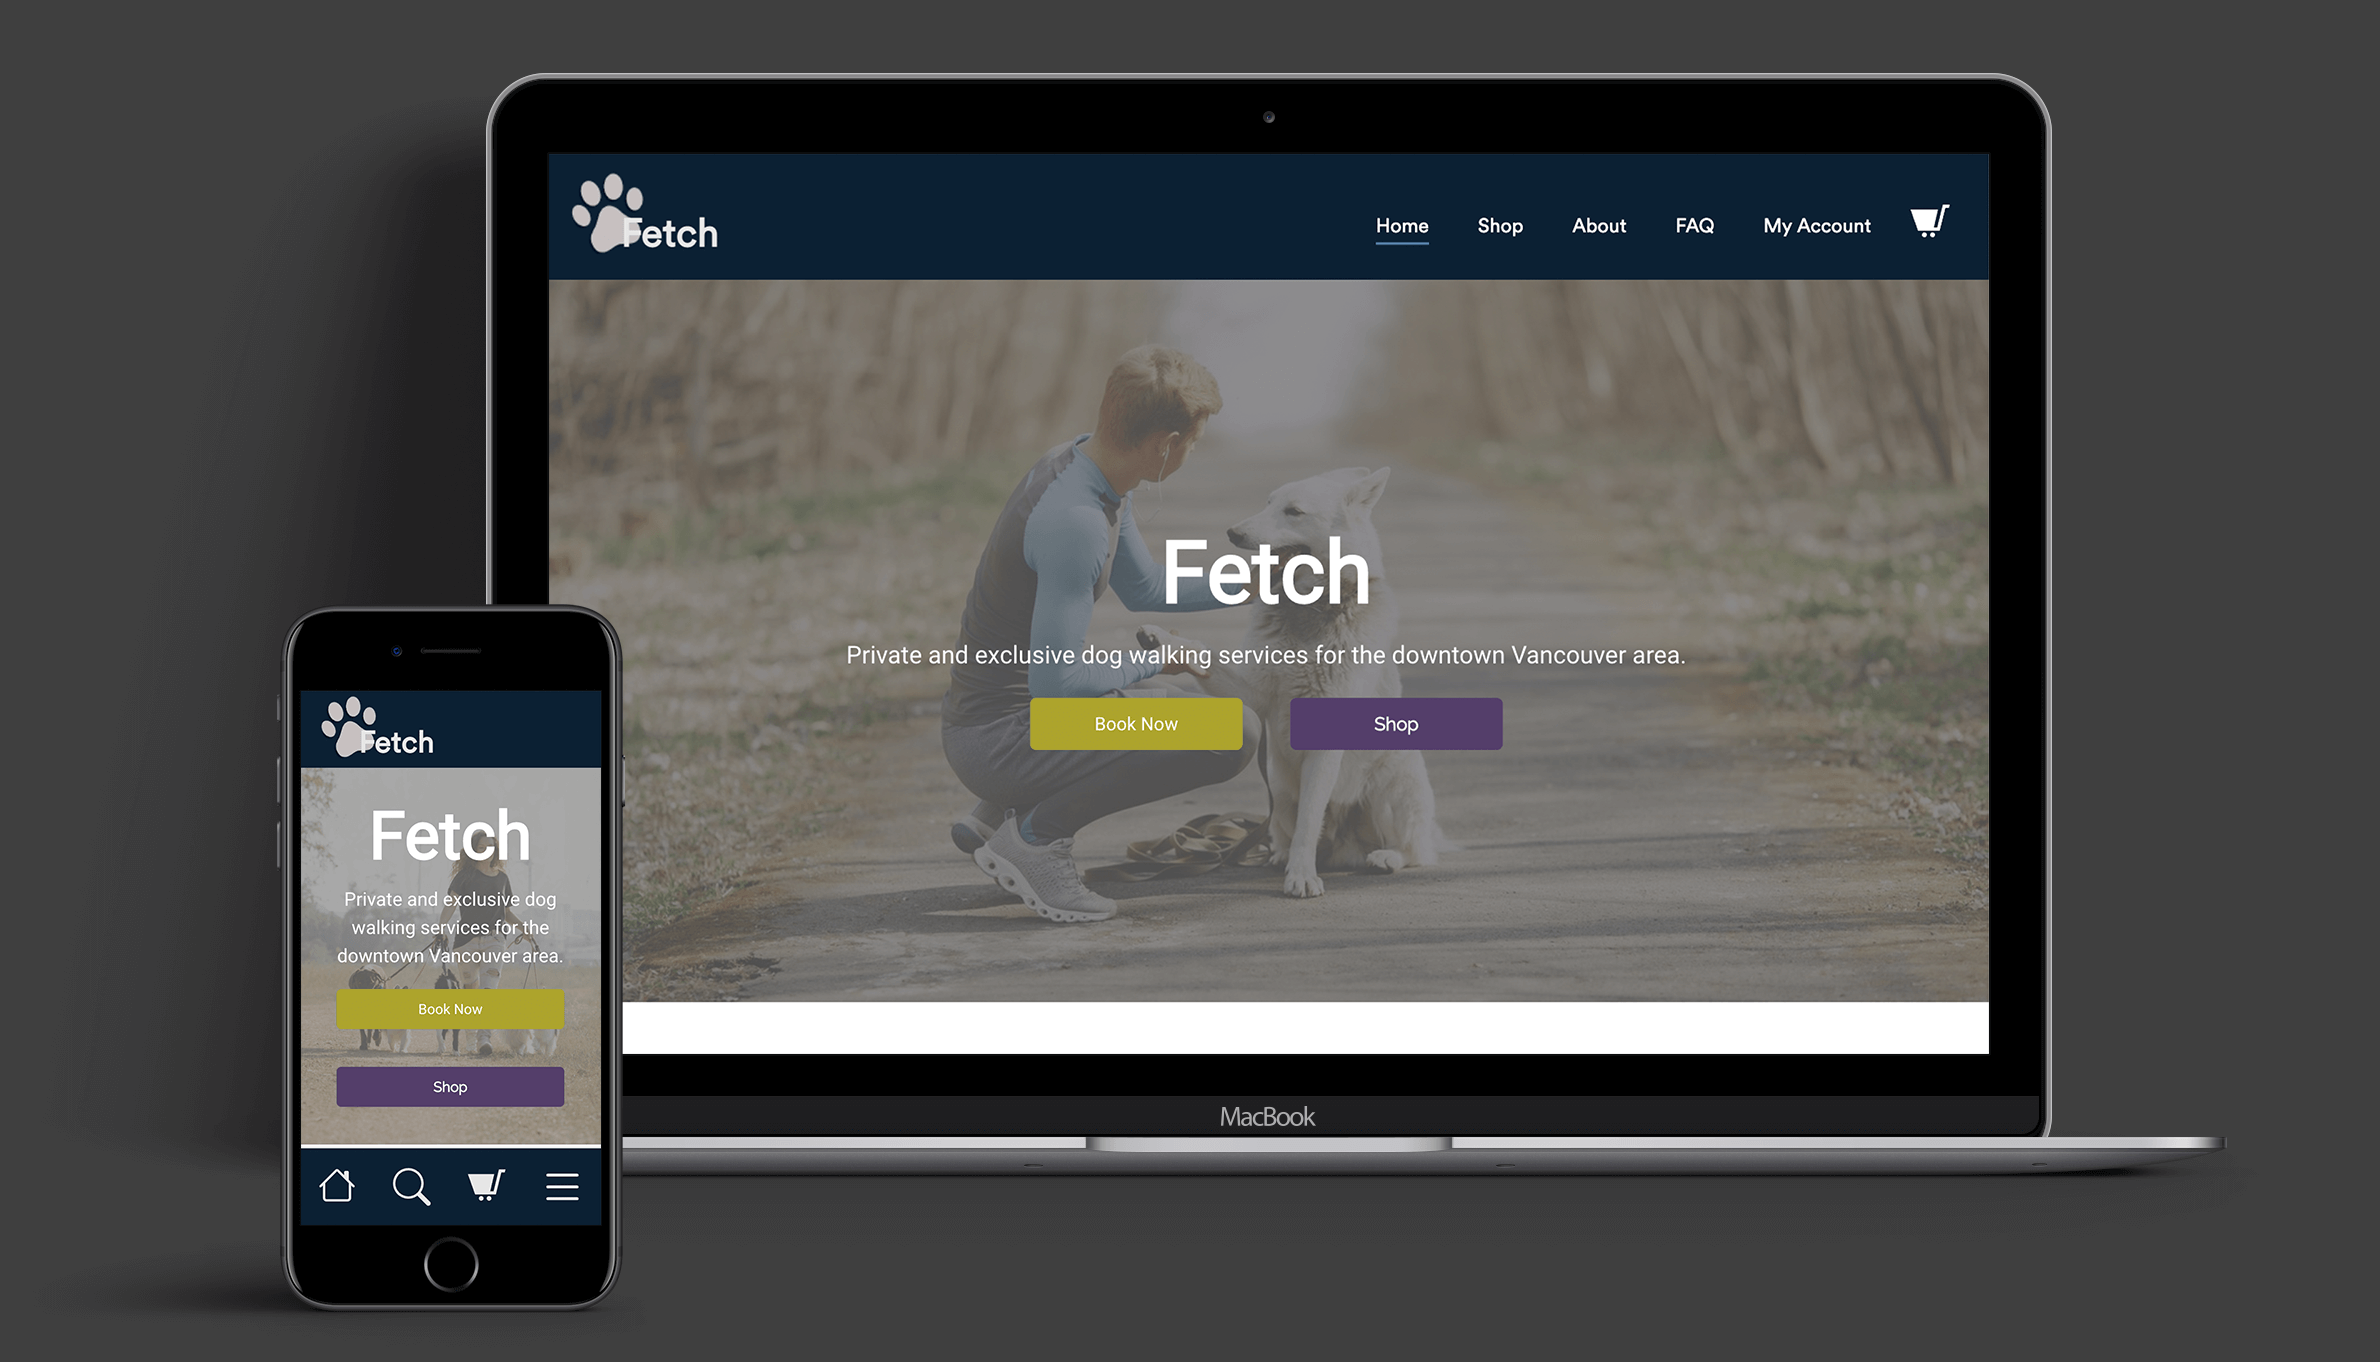 Fetch
Home Shop About FAQ My Account
Fetch
Private and exclusive dog walking services for the downtown Vancouver area.
Book Now Shop
MacBook
Fetch
Fetch
Private and exclusive dog
walking services for the
downtown Vancouver area.
Book Now
Shop